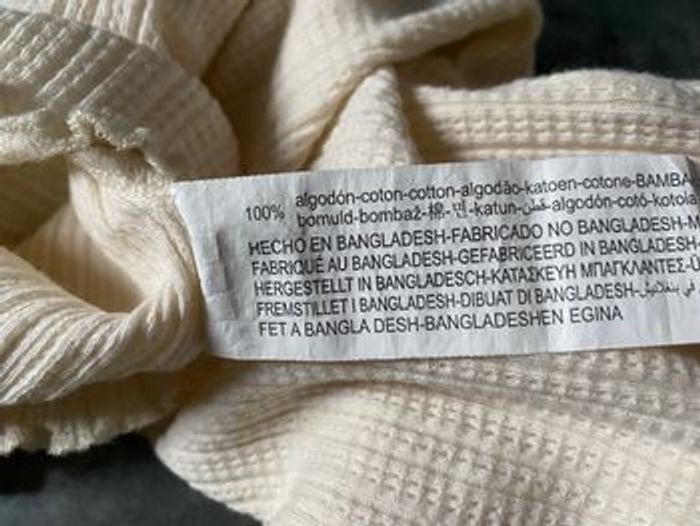 100% algodón-coton-cotton-algodão-katoen-cotone-ΒΑΜΒΑ
bomuld-bombaž-棉-면-katun-قطن-algodón-cotó-kotoia
HECHO EN BANGLADESH-FABRICADO NO BANGLADESH-M
FABRIQUÉ AU BANGLADESH-GEFABRICEERD IN BANGLADESH
HERGESTELLT IN BANGLADESCH-ΚΑΤΑΣΚΕΥΗ ΜΠΑΓΚΛΑΝΤΕΣ-
FREMSTILLET I BANGLADESH-DIBUAT DI BANGLADESH-
FET A BANGLA DESH-BANGLADESHEN EGINA